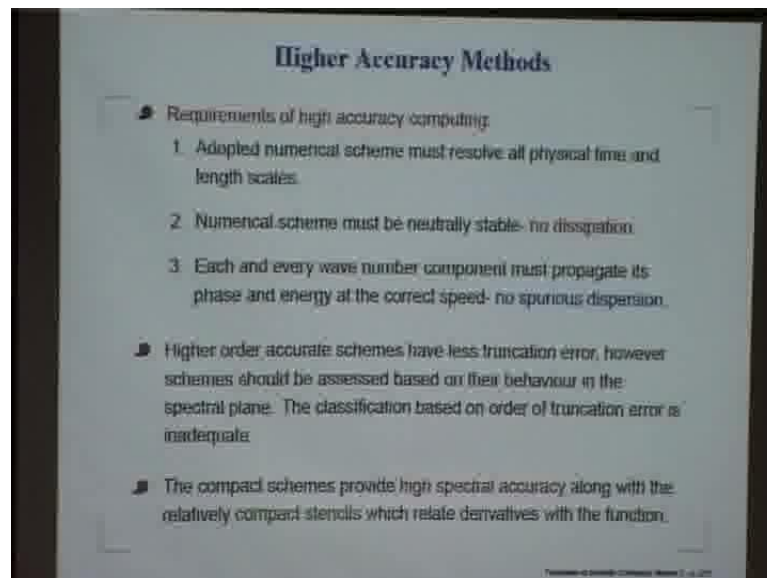 Higher Accuracy Methods
Requirements of high accuracy computing:
1. Adopted numerical scheme must resolve all physical time and
length scales.
2. Numerical scheme must be neutrally stable- no dissipation.
3. Each and every wave number component must propagate its
phase and energy at the correct speed- no spurious dispersion.
Higher order accurate schemes have less truncation error, however
schemes should be assessed based on their behaviour in the
spectral plane. The classification based on order of truncation error is
inadequate.
The compact schemes provide high spectral accuracy along with the
relatively compact stencils which relate derivatives with the function.